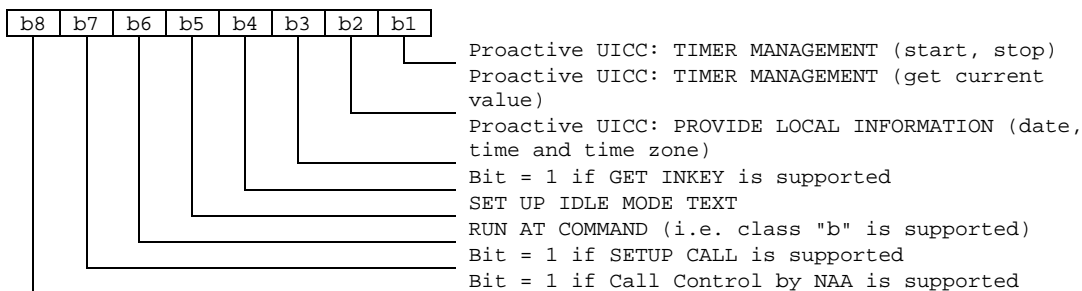 b8 b7 b6 b5 b4 b3 b2 b1
Proactive UICC: TIMER MANAGEMENT (start, stop)
Proactive UICC: TIMER MANAGEMENT (get current
value)
Proactive UICC: PROVIDE LOCAL INFORMATION (date,
time and time zone)
Bit = 1 if GET INKEY is supported
SET UP IDLE MODE TEXT
RUN AT COMMAND (i.e. class "b" is supported)
Bit = 1 if SETUP CALL is supported
Bit = 1 if Call Control by NAA is supported